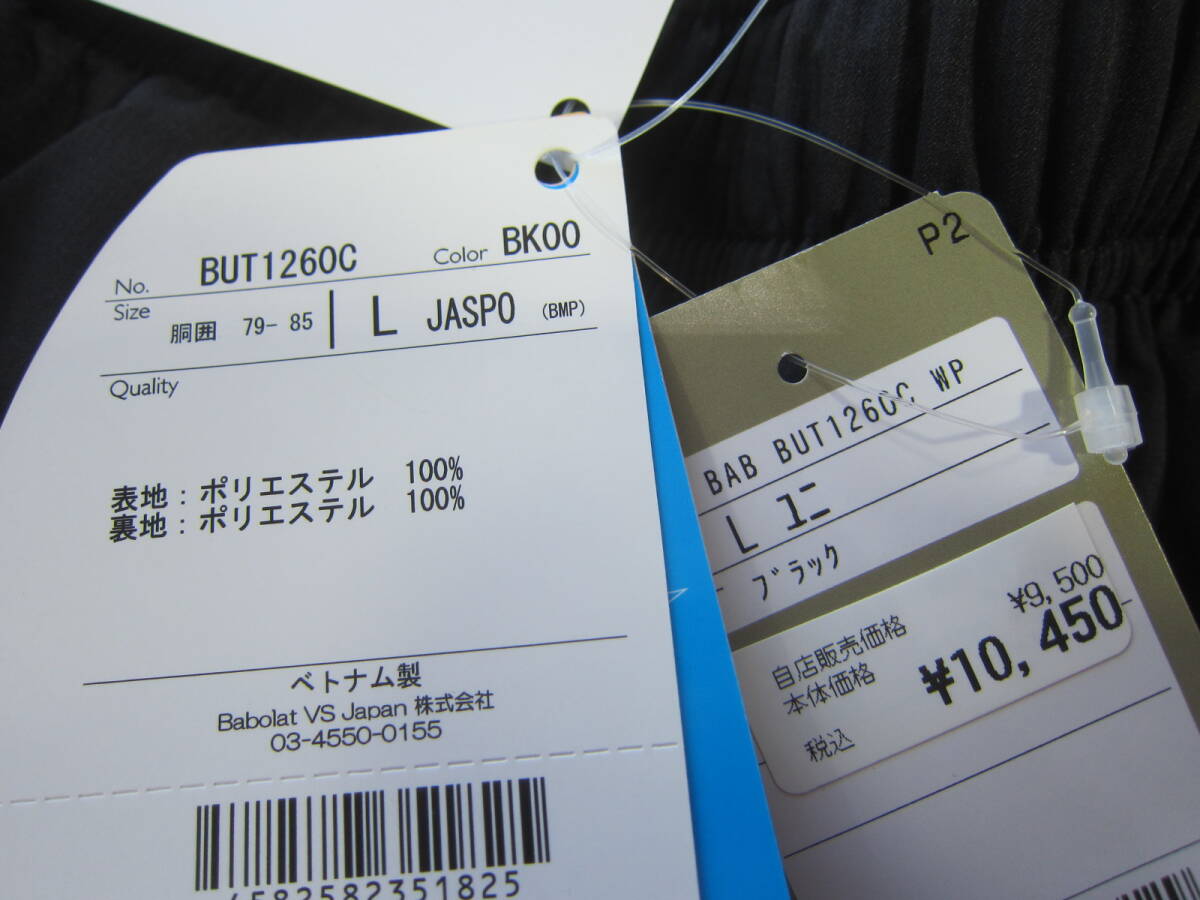 No. BUT1260C Color BK00
Size 胴囲 79- 85 L JASPO (BMP)
Quality
表地：ポリエステル 100%
裏地：ポリエステル 100%
ベトナム製
Babolat VS Japan 株式会社
03-4550-0155
4582582351825
P2
BAB BUT1260C WP
L ﾕﾆ
ﾌﾞﾗｯｸ
自店販売価格
本体価格 ¥9,500
税込 ¥10,450